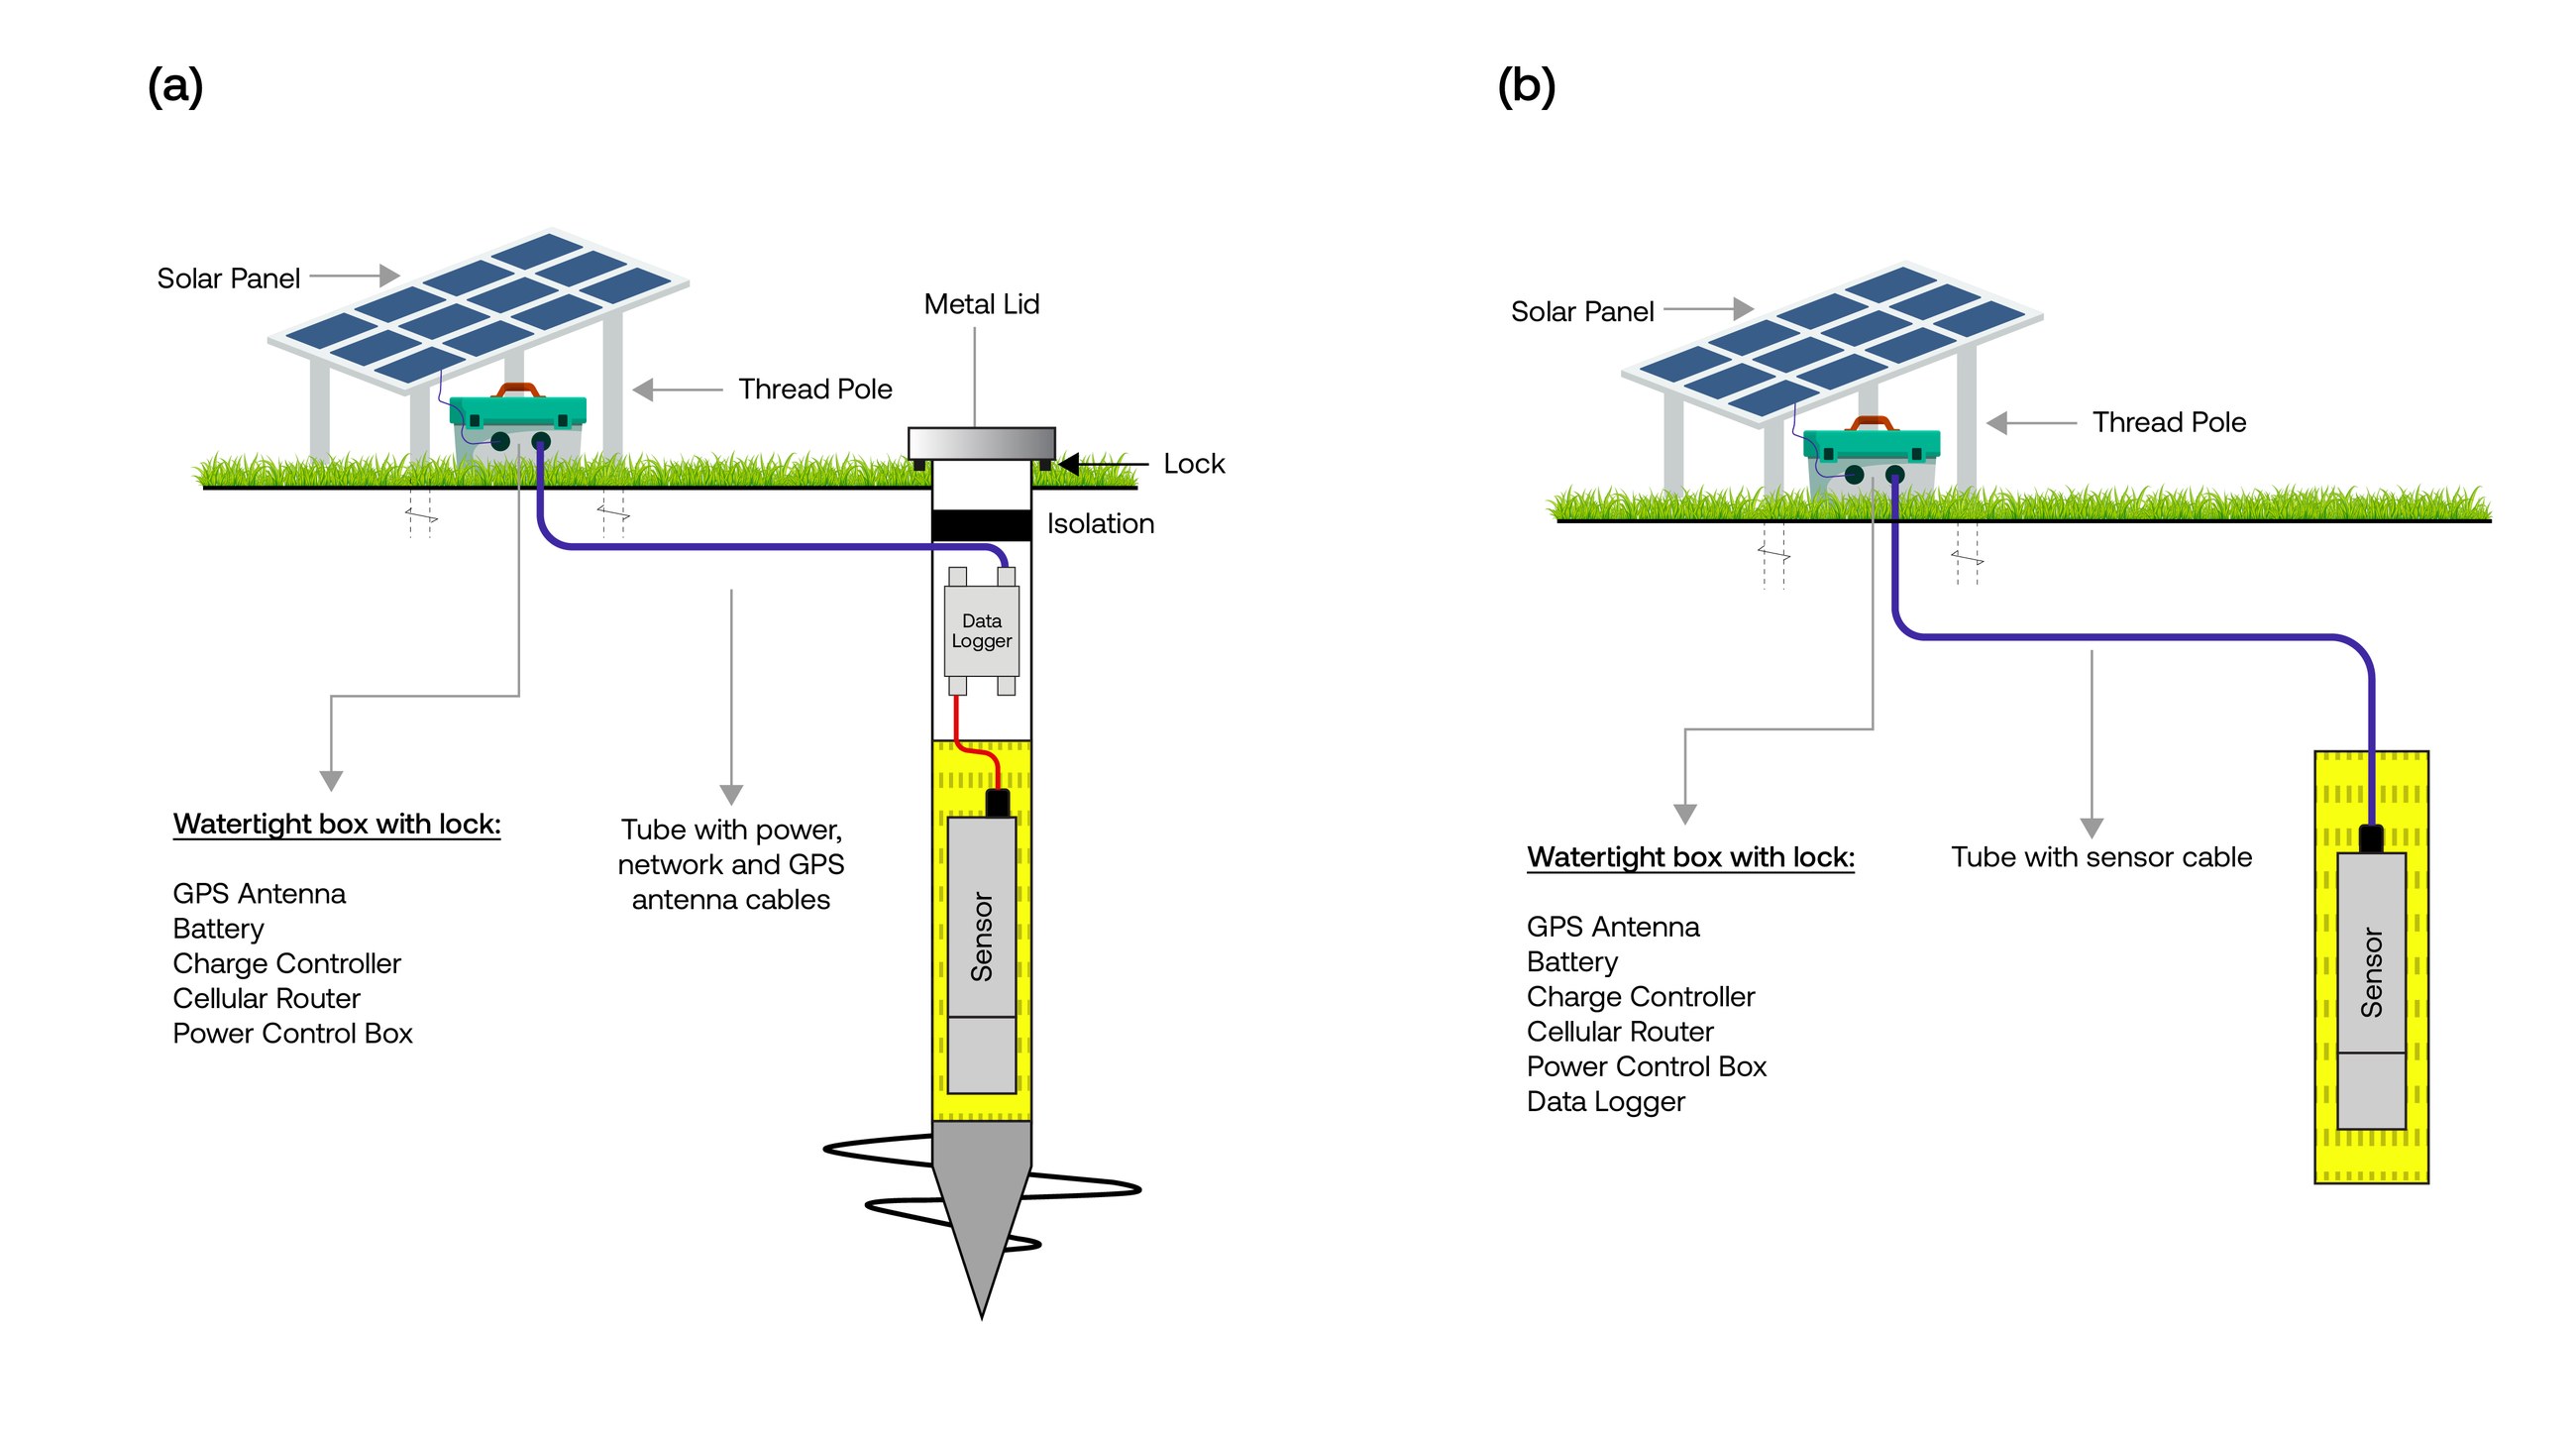 (a)
Solar Panel
Thread Pole
Metal Lid
Lock
Isolation
Data
Logger
Sensor
Watertight box with lock:
GPS Antenna
Battery
Charge Controller
Cellular Router
Power Control Box
Tube with power,
network and GPS
antenna cables
(b)
Solar Panel
Thread Pole
Watertight box with lock:
GPS Antenna
Battery
Charge Controller
Cellular Router
Power Control Box
Data Logger
Tube with sensor cable
Sensor